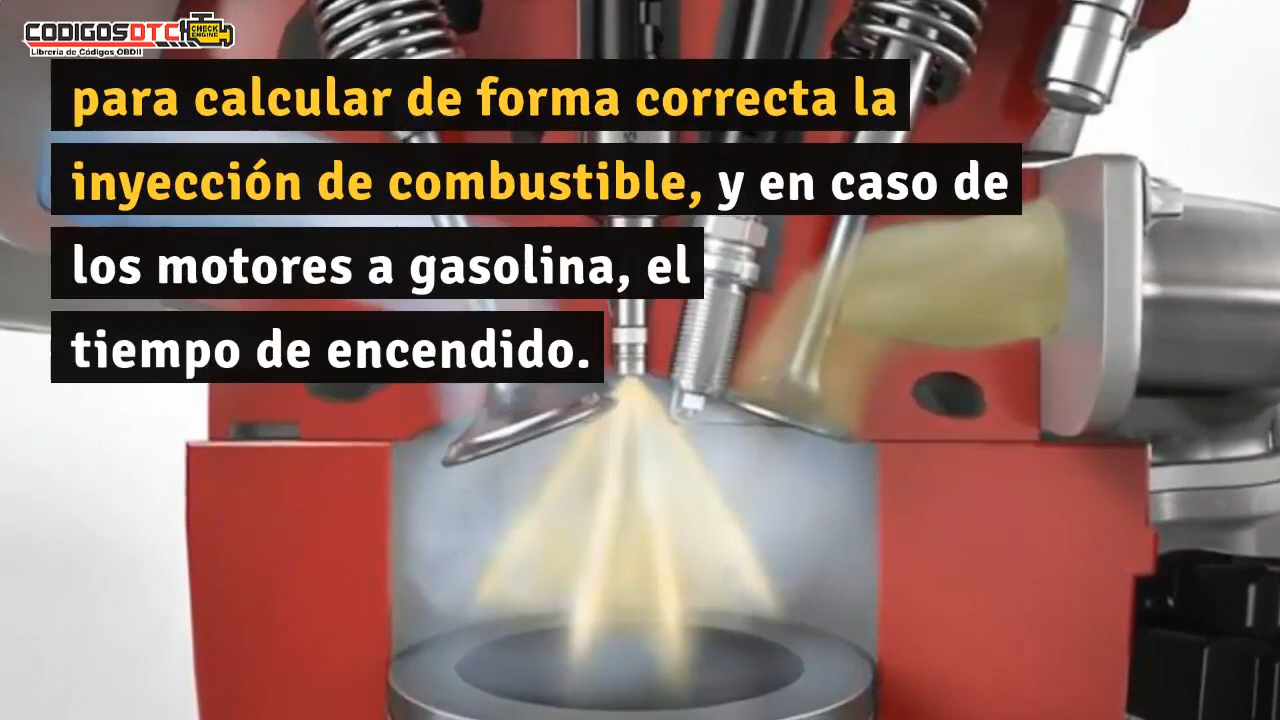 CODIGOSDTC
CHECK
ENGINE
Librería de Códigos OBDII
para calcular de forma correcta la
inyección de combustible, y en caso de
los motores a gasolina, el
tiempo de encendido.